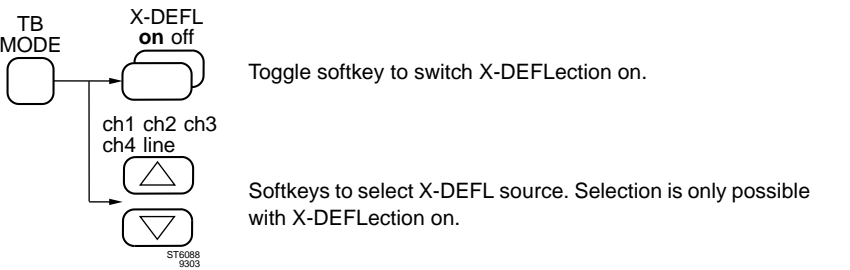 TB
MODE
X-DEFL
on off
Toggle softkey to switch X-DEFLection on.
ch1 ch2 ch3
ch4 line
Softkeys to select X-DEFL source. Selection is only possible
with X-DEFLection on.
ST6088
9303